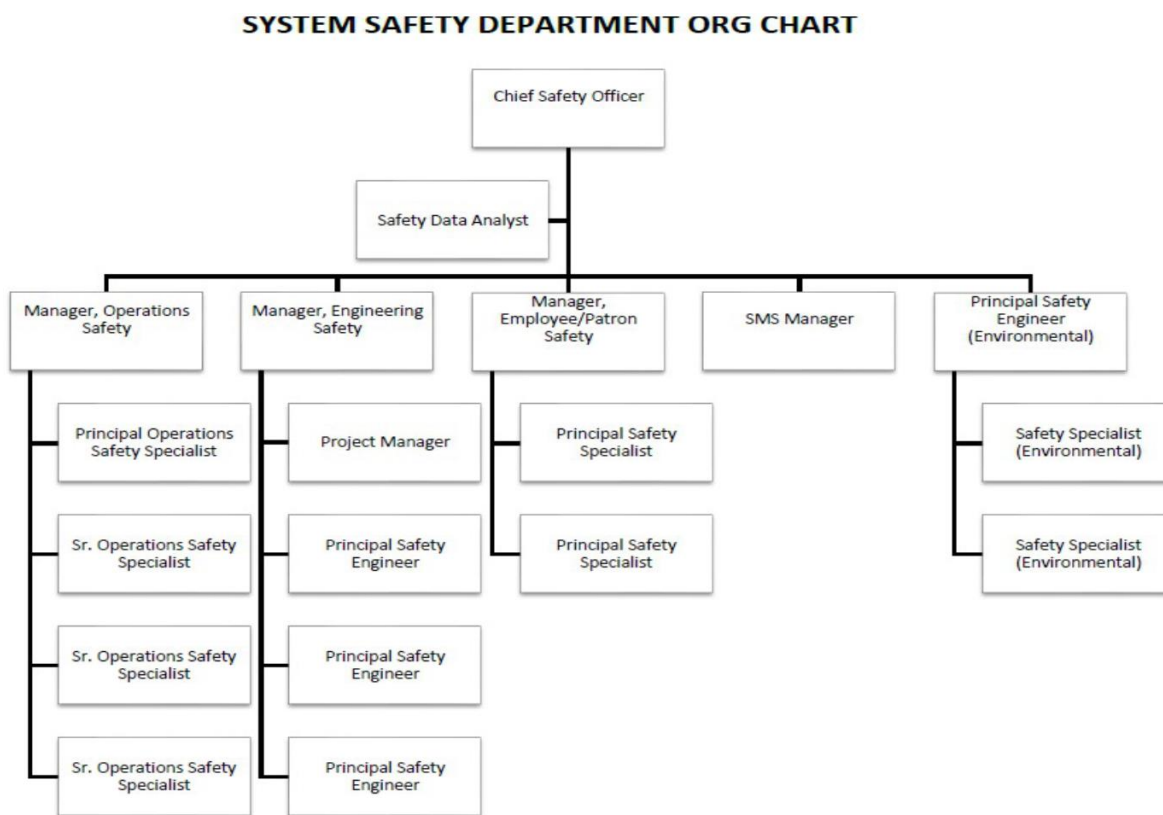 SYSTEM SAFETY DEPARTMENT ORG CHART
Chief Safety Officer
Safety Data Analyst
Manager, Operations
Safety
Manager, Engineering
Safety
Manager,
Employee/Patron
Safety
SMS Manager
Principal Safety
Engineer
(Environmental)
Principal Operations
Safety Specialist
Project Manager
Principal Safety
Specialist
Safety Specialist
(Environmental)
Sr. Operations Safety
Specialist
Principal Safety
Engineer
Principal Safety
Specialist
Safety Specialist
(Environmental)
Sr. Operations Safety
Specialist
Principal Safety
Engineer
Sr. Operations Safety
Specialist
Principal Safety
Engineer